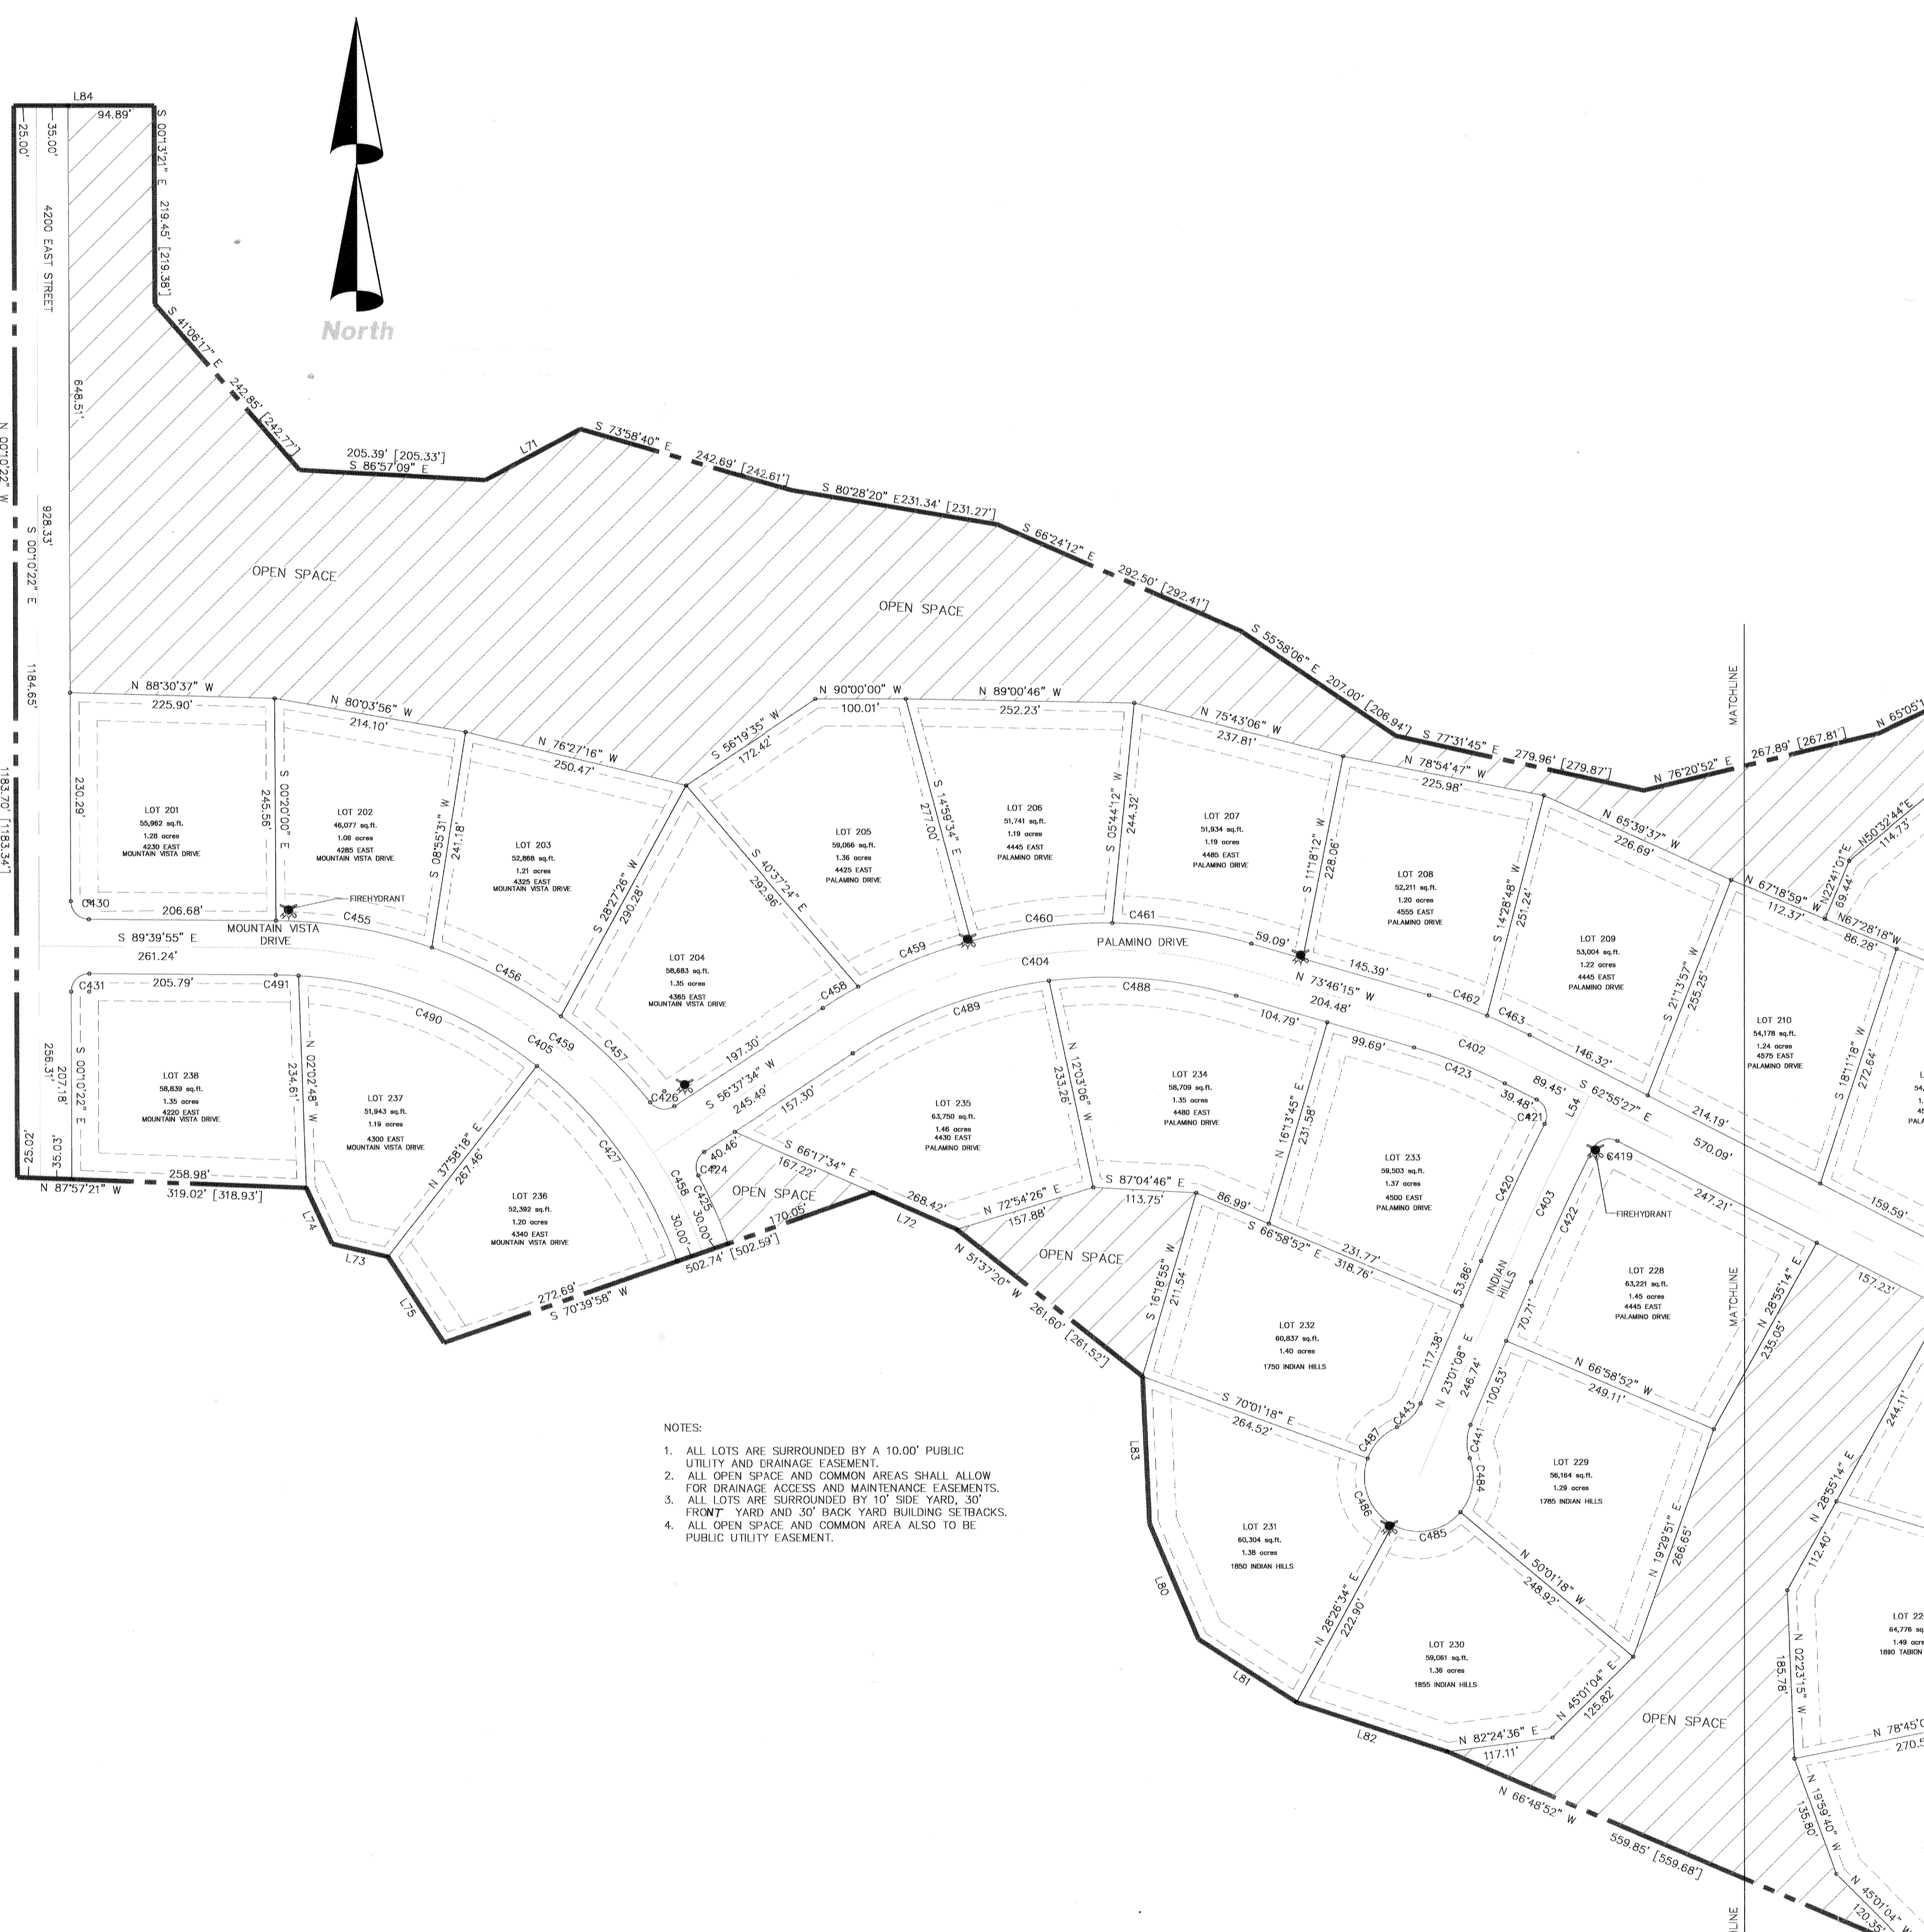 L84
94.89'
35.00'
25.00'
S 00°13'21" E 219.45' [219.38']
4200 EAST STREET
North
S 41°06'17" E 242.85' [242.77']
648.51'
N 00°10'22" W
1183.70' [1183.34']
928.33'
S 00°10'22" E
1184.65'
205.39' [205.33']
S 86°57'09" E
L71
S 73°58'40" E 242.69' [242.61']
S 80°28'20" E 231.34' [231.27']
S 66°24'12" E 292.50' [292.41']
S 55°58'06" E 207.00' [206.94']
S 77°31'45" E 279.96' [279.87']
N 76°20'52" E 267.89' [267.81']
MATCHLINE
OPEN SPACE
OPEN SPACE
N 88°30'37" W
225.90'
N 80°03'56" W
214.10'
N 76°27'16" W
250.47'
S 56°19'35" W
172.42'
N 90°00'00" W
100.01'
N 89°00'46" W
252.23'
N 75°43'06" W
237.81'
N 78°54'47" W
225.98'
N 65°39'37" W
226.69'
N 67°18'59" W
112.37'
N22°41'01"E
69.44'
N50°32'44"E
114.73'
N67°28'18"W
86.28'
230.29'
LOT 201
55,962 sq.ft.
1.28 acres
4230 EAST
MOUNTAIN VISTA DRIVE
S 00°20'00" E
245.56'
LOT 202
46,077 sq.ft.
1.06 acres
4285 EAST
MOUNTAIN VISTA DRIVE
S 08°55'31" W
241.18'
LOT 203
52,868 sq.ft.
1.21 acres
4325 EAST
MOUNTAIN VISTA DRIVE
S 28°27'26" W
290.28'
LOT 204
58,683 sq.ft.
1.35 acres
4365 EAST
MOUNTAIN VISTA DRIVE
S 40°37'24" E
292.96'
LOT 205
59,066 sq.ft.
1.36 acres
4425 EAST
PALAMINO DRVIE
S 14°59'34" E
277.00'
LOT 206
51,741 sq.ft.
1.19 acres
4445 EAST
PALAMINO DRVIE
S 05°44'12" W
244.32'
LOT 207
51,934 sq.ft.
1.19 acres
4485 EAST
PALAMINO DRVIE
S 11°18'12" W
228.06'
LOT 208
52,211 sq.ft.
1.20 acres
4555 EAST
PALAMINO DRVIE
S 14°28'48" W
251.24'
LOT 209
53,004 sq.ft.
1.22 acres
4445 EAST
PALAMINO DRVIE
S 21°13'57" W
255.25'
LOT 210
54,178 sq.ft.
1.24 acres
4575 EAST
PALAMINO DRVIE
S 18°11'18" W
272.64'
C430
206.68'
FIREHYDRANT
C455
MOUNTAIN VISTA
DRIVE
S 89°39'55" E
261.24'
C456
C457
C426
197.30'
C458
C459
C460
C461
59.09'
PALAMINO DRIVE
C404
145.39'
N 73°46'15" W
204.48'
C462
C463
C402
146.32'
S 62°55'27" E
570.09'
214.19'
159.59'
C431
205.79'
C491
C490
C405
C459
S 56°37'34" W
245.49'
157.30'
C489
C488
104.79'
99.69'
C423
39.48'
89.45'
C421
L54
C419
FIREHYDRANT
247.21'
256.31'
207.18'
S 00°10'22" E
LOT 238
58,839 sq.ft.
1.35 acres
4220 EAST
MOUNTAIN VISTA DRIVE
N 02°02'48" W
234.61'
LOT 237
51,943 sq.ft.
1.19 acres
4300 EAST
MOUNTAIN VISTA DRIVE
N 37°58'18" E
267.46'
LOT 236
52,392 sq.ft.
1.20 acres
4340 EAST
MOUNTAIN VISTA DRIVE
C427
C458
C425
C424
40.46'
30.00'
30.00'
S 66°17'34" E
167.22'
OPEN SPACE
170.05'
LOT 235
63,750 sq.ft.
1.46 acres
4430 EAST
PALAMINO DRVIE
N 12°03'06" W
233.26'
LOT 234
58,709 sq.ft.
1.35 acres
4480 EAST
PALAMINO DRVIE
N 16°13'45" E
231.58'
LOT 233
59,503 sq.ft.
1.37 acres
4500 EAST
PALAMINO DRVIE
C420
C403
C422
INDIAN
HILLS
LOT 228
63,221 sq.ft.
1.45 acres
4445 EAST
PALAMINO DRVIE
MATCHLINE
N 28°55'14" E
235.05'
157.23'
25.02'
35.03'
258.98'
N 87°57'21" W 319.02' [318.93']
L74
L73
L75
272.69'
S 70°39'58" W
502.74' [502.59']
268.42'
L72
N 72°54'26" E
157.88'
S 87°04'46" E
113.75'
86.99'
S 66°58'52" E
318.76'
231.77'
53.86'
70.71'
OPEN SPACE
N 51°37'20" W 261.60' [261.52']
S 16°18'55" W
211.54'
LOT 232
60,837 sq.ft.
1.40 acres
1750 INDIAN HILLS
117.38'
N 23°01'08" E
246.74'
100.53'
N 66°58'52" W
249.11'
S 70°01'18" E
264.52'
C443
C487
C441
C484
C486
C485
LOT 229
56,164 sq.ft.
1.29 acres
1785 INDIAN HILLS
N 19°29'51" E
266.65'
L83
L80
L81
L82
LOT 231
60,304 sq.ft.
1.38 acres
1850 INDIAN HILLS
N 28°26'34" E
222.90'
N 50°01'18" W
248.92'
LOT 230
59,061 sq.ft.
1.36 acres
1855 INDIAN HILLS
N 82°24'36" E
117.11'
N 45°01'04" E
125.82'
OPEN SPACE
N 66°48'52" W
559.85' [559.68']
244.11'
N 28°55'14" E
112.40'
N 02°23'15" W
185.78'
1.49
1890 TABION
N 19°59'40" W
135.80'
N 45°01'04" W
120.35'
NOTES:
1. ALL LOTS ARE SURROUNDED BY A 10.00' PUBLIC
UTILITY AND DRAINAGE EASEMENT.
2. ALL OPEN SPACE AND COMMON AREAS SHALL ALLOW
FOR DRAINAGE ACCESS AND MAINTENANCE EASEMENTS.
3. ALL LOTS ARE SURROUNDED BY 10' SIDE YARD, 30'
FRONT YARD AND 30' BACK YARD BUILDING SETBACKS.
4. ALL OPEN SPACE AND COMMON AREA ALSO TO BE
PUBLIC UTILITY EASEMENT.